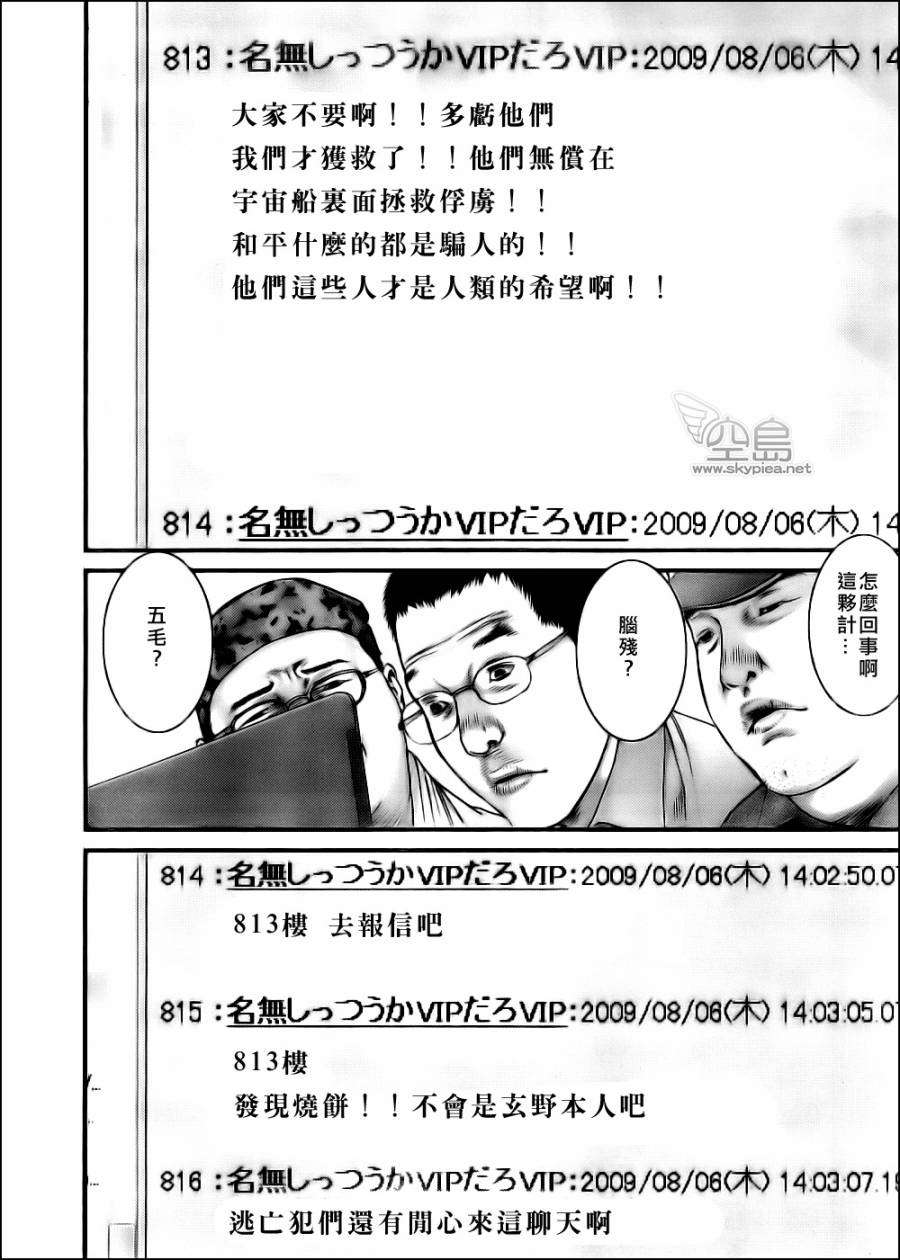 813：名無しっつうかVIPだろVIP：2009/08/06(木) 14
大家不要啊！！多虧他們
我們才獲救了！！他們無償在
宇宙船裏面拯救俘虜！！
和平什麼的都是騙人的！！
他們這些人才是人類的希望啊！！
空島
www.skypiea.net
814：名無しっつうかVIPだろVIP：2009/08/06(木) 14
怎麼回事啊
這夥計…
腦殘？
五毛？
814：名無しっつうかVIPだろVIP：2009/08/06(木) 14:02:50.07
813樓 去報信吧
815：名無しっつうかVIPだろVIP：2009/08/06(木) 14:03:05.07
813樓
發現燒餅！！不會是玄野本人吧
816：名無しっつうかVIPだろVIP：2009/08/06(木) 14:03:07.19
逃亡犯們還有閒心來這聊天啊